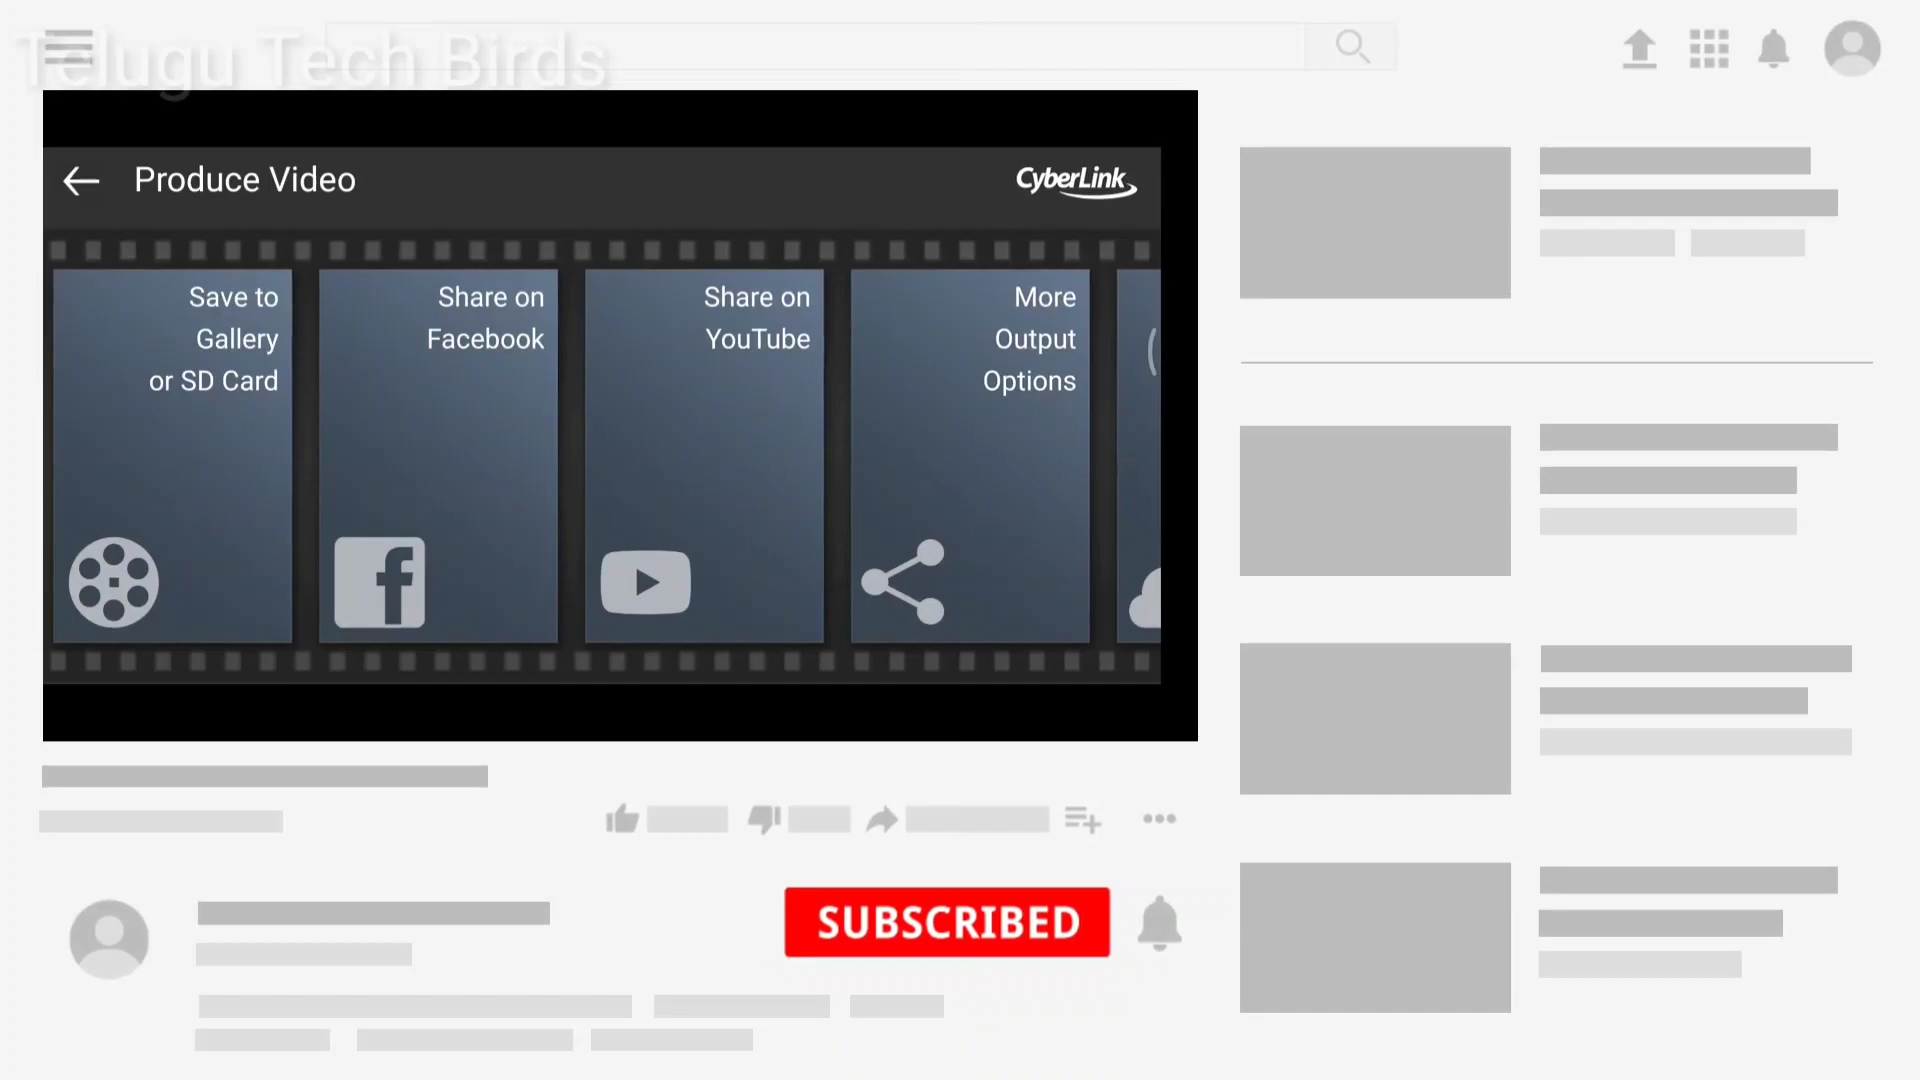 Telugu Tech Birds
Produce Video
CyberLink
Save to
Gallery
or SD Card
Share on
Facebook
Share on
YouTube
More
Output
Options
SUBSCRIBED